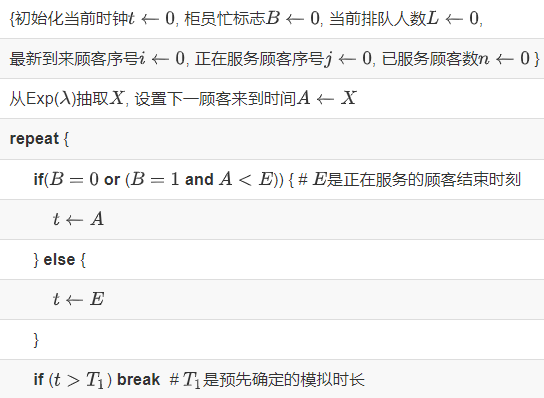 {初始化当前时钟t ← 0, 柜员忙标志B ← 0, 当前排队人数L ← 0,
最新到来顾客序号i ← 0, 正在服务顾客序号j ← 0, 已服务顾客数n ← 0 }
从Exp(λ)抽取X, 设置下一顾客来到时间A ← X
repeat {
if(B = 0 or (B = 1 and A < E)) { # E是正在服务的顾客结束时刻
t ← A
} else {
t ← E
}
if (t > T₁) break # T₁是预先确定的模拟时长